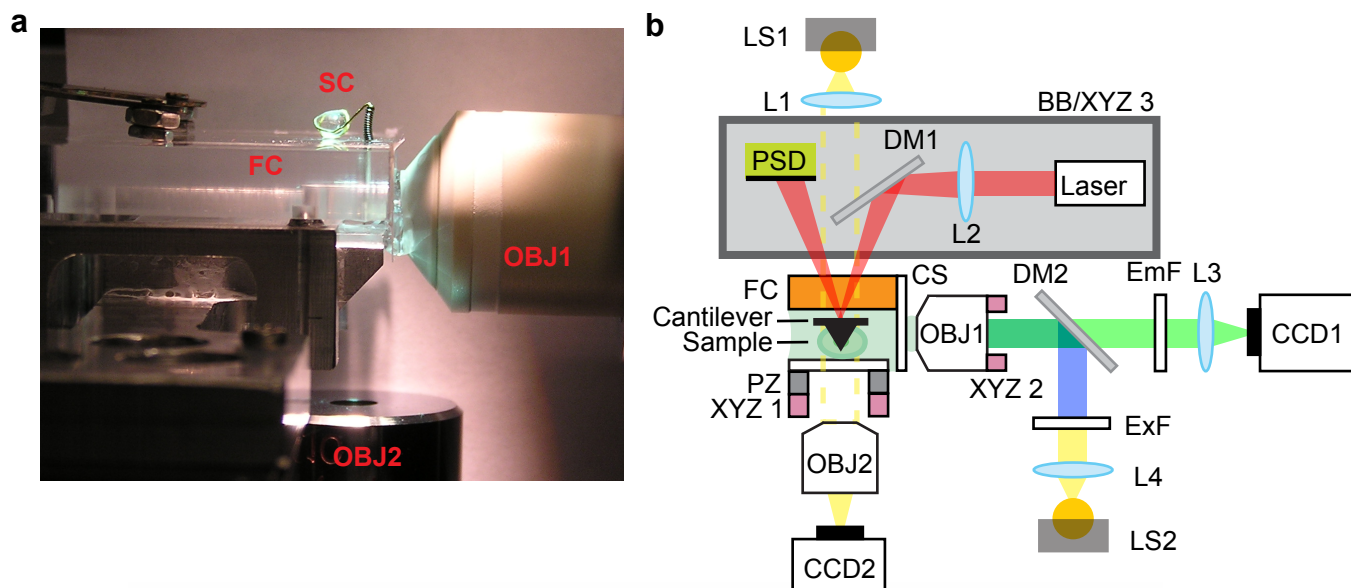 a
SC
FC
OBJ1
OBJ2
b
LS1
L1
BB/XYZ 3
DM1
PSD
Laser
L2
CS
DM2
EmF
L3
FC
Cantilever
Sample
OBJ1
CCD1
PZ
XYZ 1
XYZ 2
ExF
OBJ2
L4
LS2
CCD2